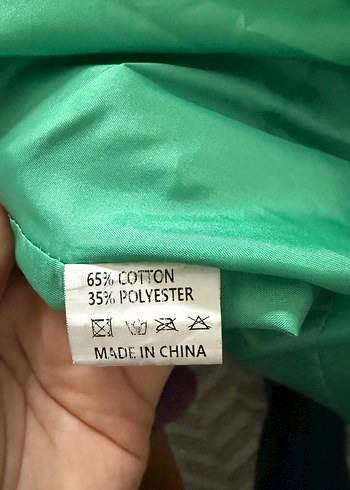 65% COTTON
35% POLYESTER
MADE IN CHINA